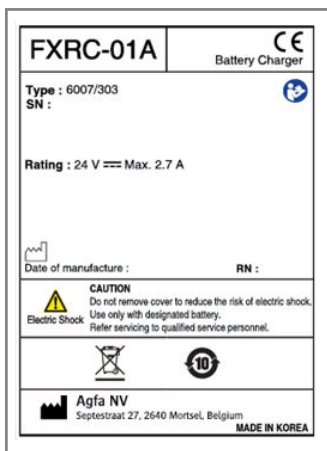 FXRC-01A
CE
Battery Charger
Type : 6007/303
SN :
Rating : 24 V ⎓ Max. 2.7 A
Date of manufacture :
RN :
CAUTION
Do not remove cover to reduce the risk of electric shock.
Use only with designated battery.
Refer servicing to qualified service personnel.
Electric Shock
10
Agfa NV
Septestraat 27, 2640 Mortsel, Belgium
MADE IN KOREA